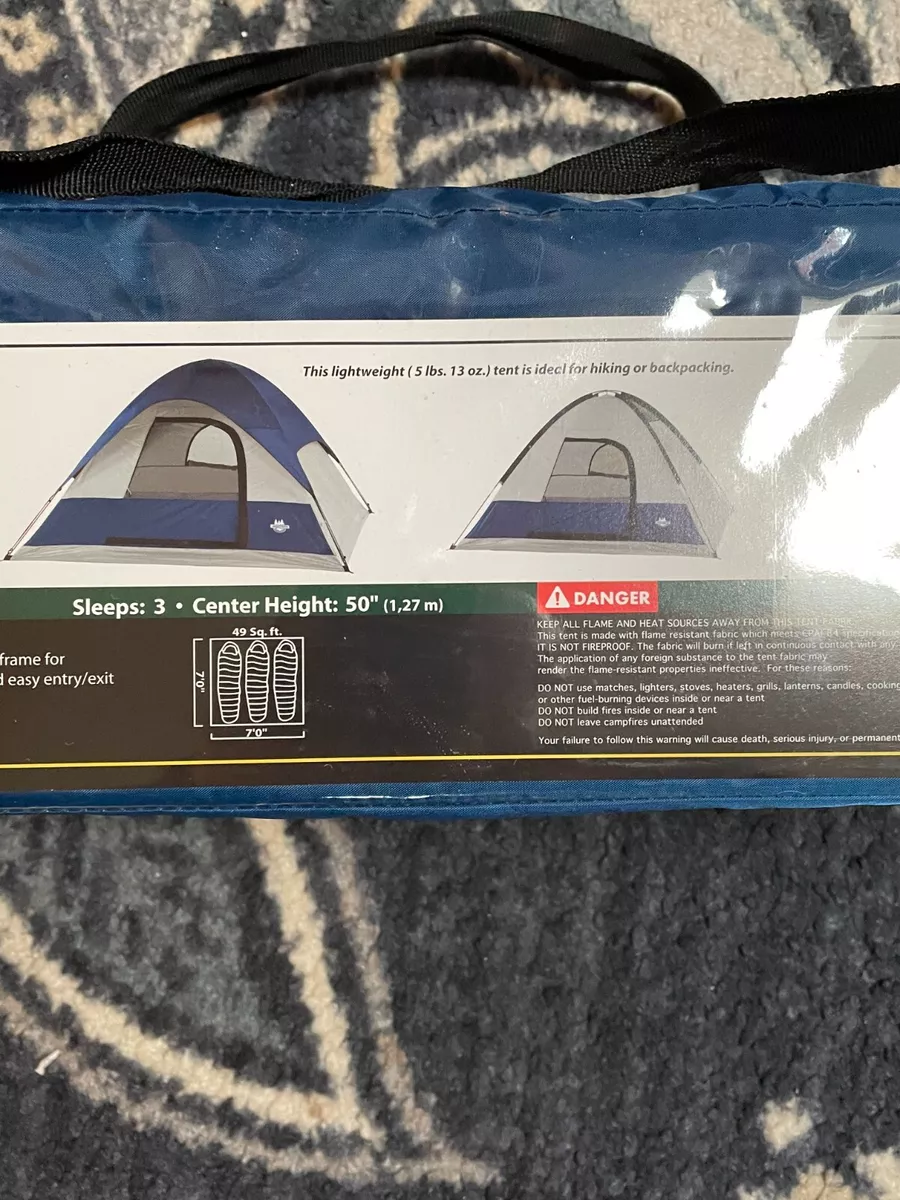 This lightweight ( 5 lbs. 13 oz.) tent is ideal for hiking or backpacking.
Sleeps: 3 • Center Height: 50" (1,27 m)
frame for
easy entry/exit
49 Sq. ft.
7'0"
7'0"
DANGER
KEEP ALL FLAME AND HEAT SOURCES AWAY FROM THIS TENT FABRIC
This tent is made with flame resistant fabric which meets CPAI 84 specification
IT IS NOT FIREPROOF. The fabric will burn if left in continuous contact with any
The application of any foreign substance to the tent fabric may
render the flame-resistant properties ineffective. For these reasons:
DO NOT use matches, lighters, stoves, heaters, grills, lanterns, candles, cooking
or other fuel-burning devices inside or near a tent
DO NOT build fires inside or near a tent
DO NOT leave campfires unattended
Your failure to follow this warning will cause death, serious injury, or permanent